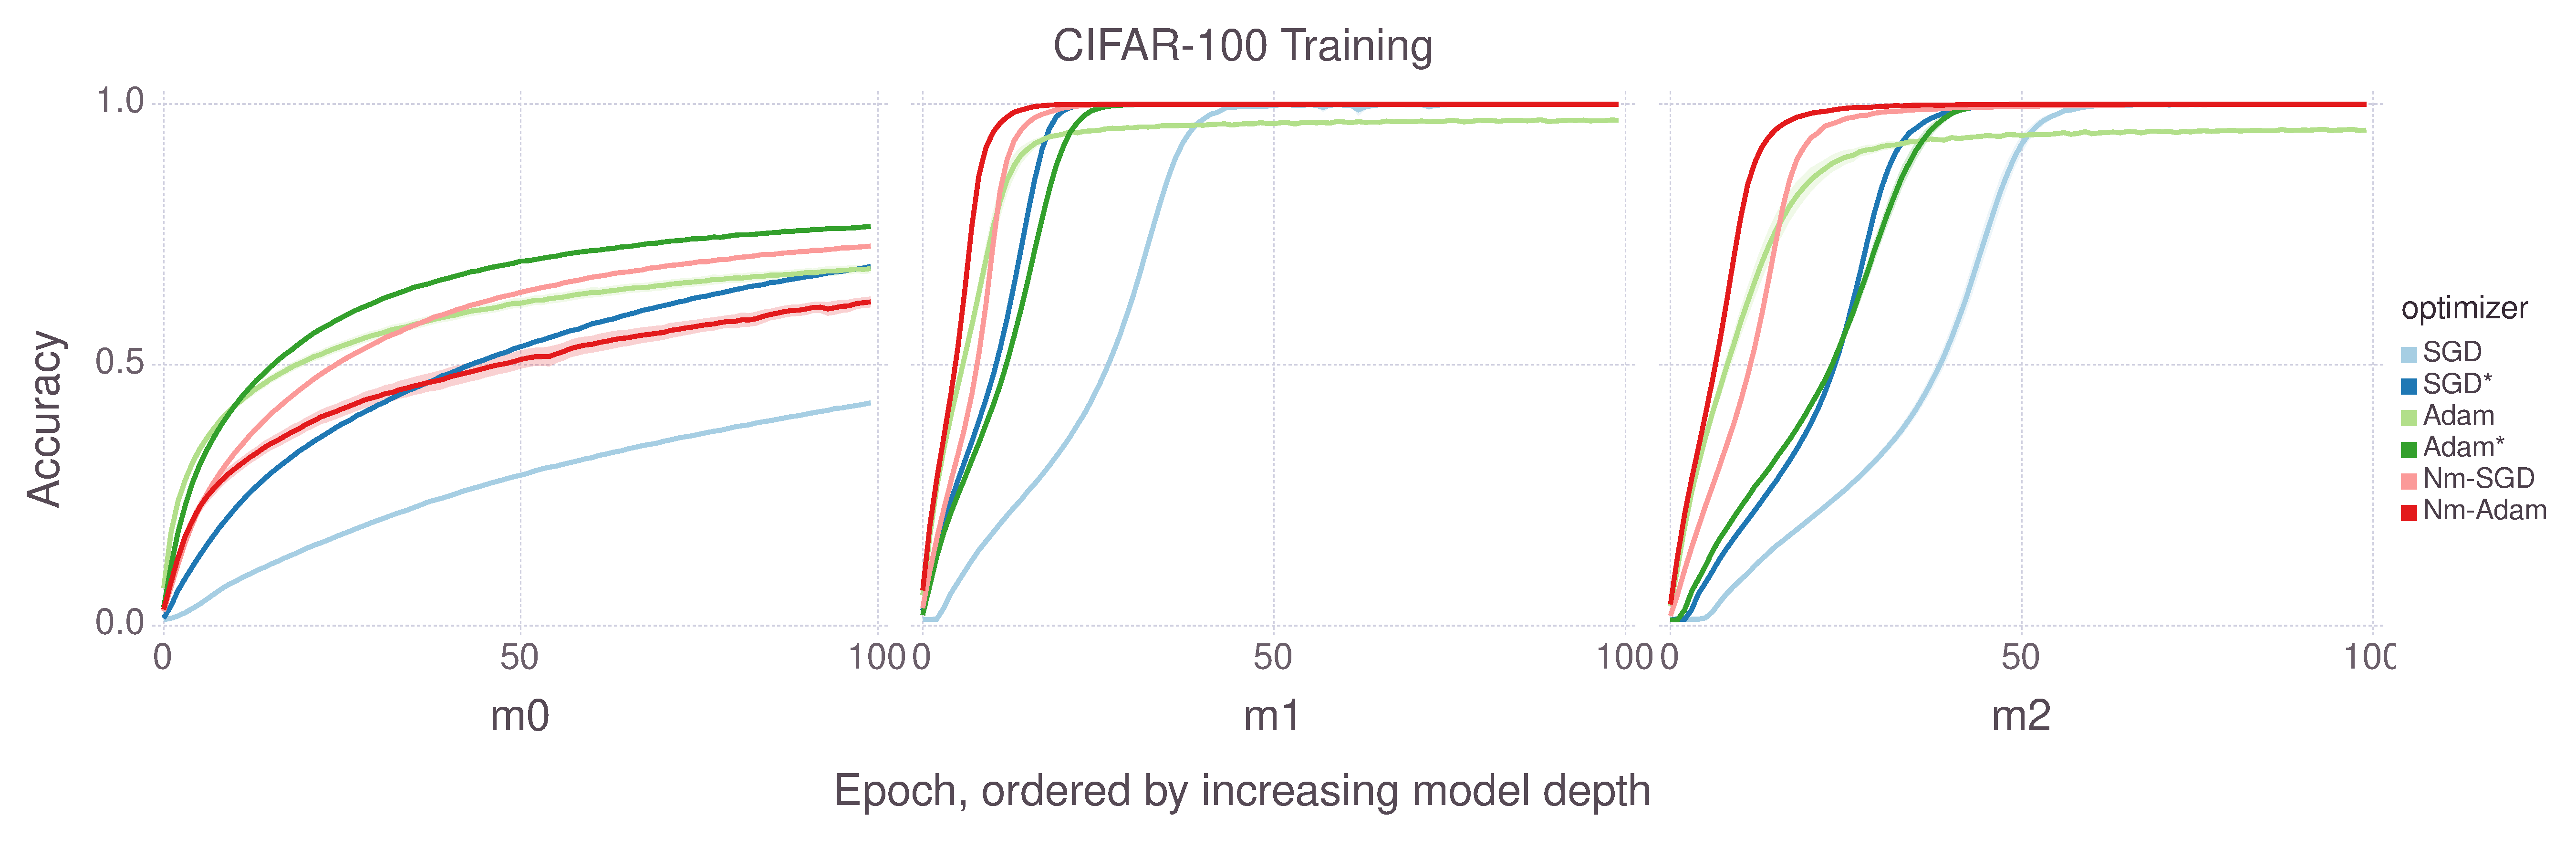 CIFAR-100 Training
Accuracy
1.0
0.5
0.0
0 50 100
0 50 100
0 50 100
m0 m1 m2
Epoch, ordered by increasing model depth
optimizer
SGD
SGD*
Adam
Adam*
Nm-SGD
Nm-Adam